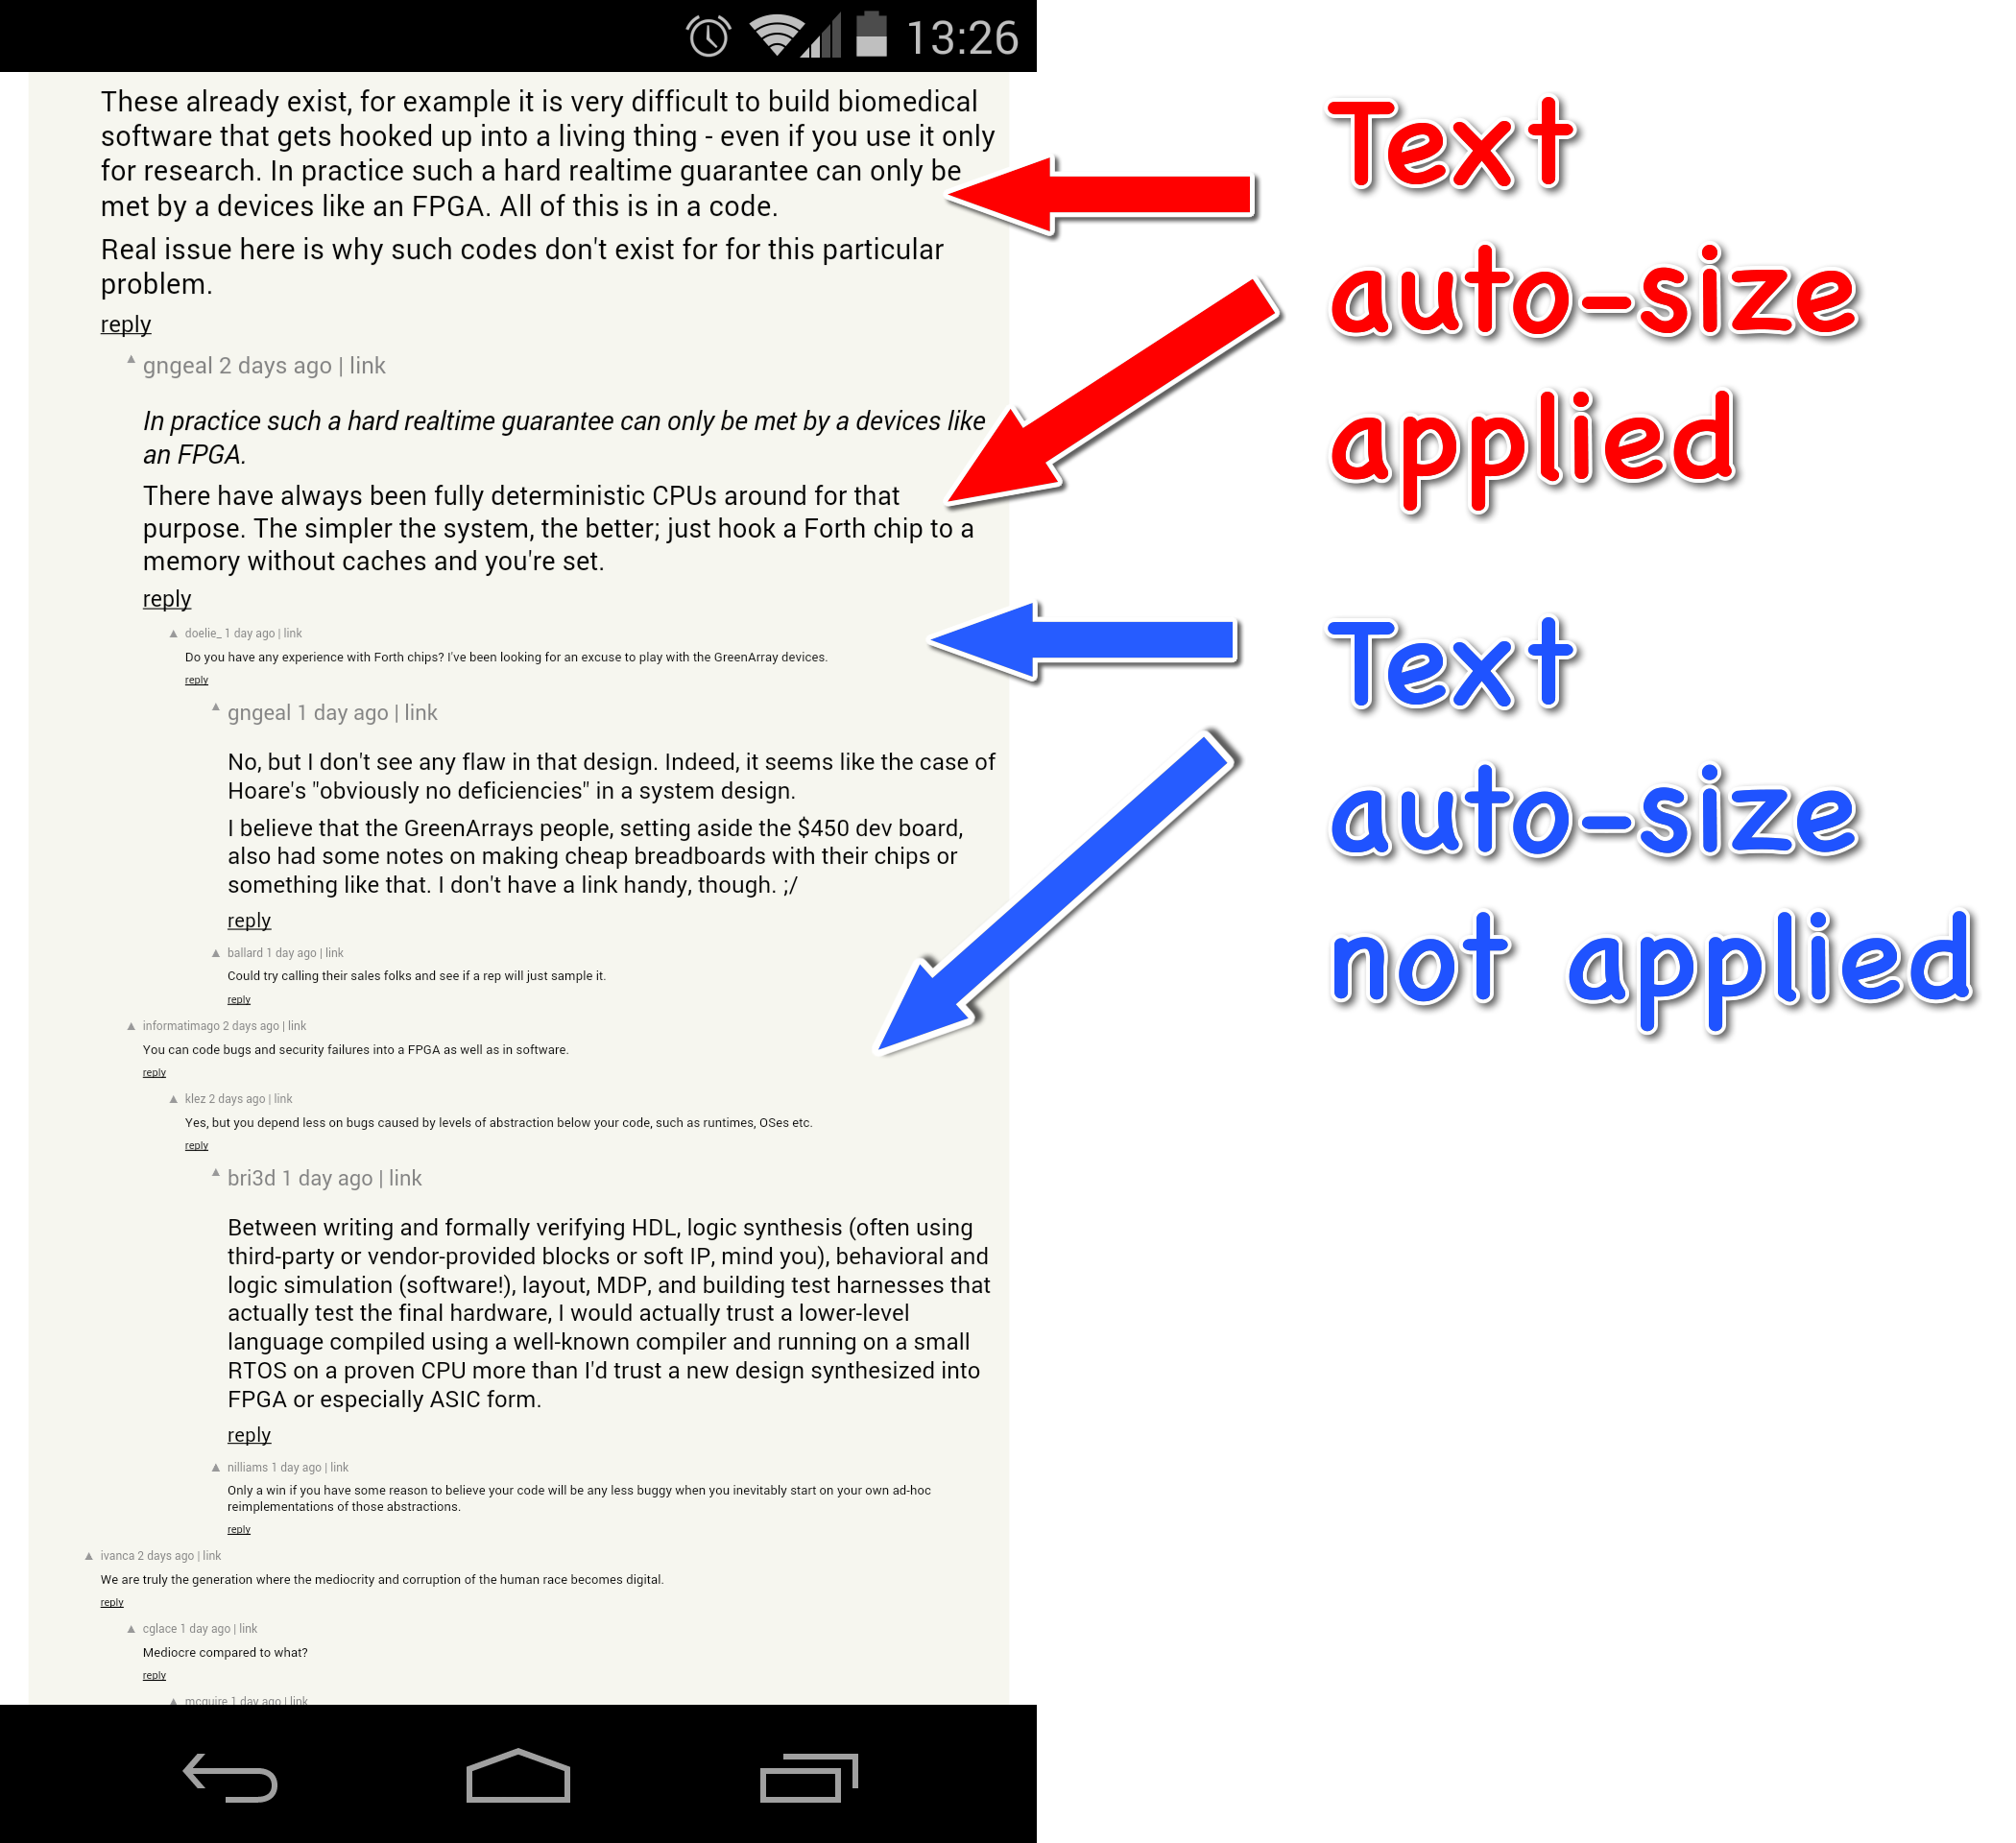 13:26
These already exist, for example it is very difficult to build biomedical
software that gets hooked up into a living thing - even if you use it only
for research. In practice such a hard realtime guarantee can only be
met by a devices like an FPGA. All of this is in a code.
Real issue here is why such codes don't exist for for this particular
problem.
reply
▲ gngeal 2 days ago | link
In practice such a hard realtime guarantee can only be met by a devices like
an FPGA.
There have always been fully deterministic CPUs around for that
purpose. The simpler the system, the better; just hook a Forth chip to a
memory without caches and you're set.
reply
▲ doelie_ 1 day ago | link
Do you have any experience with Forth chips? I've been looking for an excuse to play with the GreenArray devices.
reply
▲ gngeal 1 day ago | link
No, but I don't see any flaw in that design. Indeed, it seems like the case of
Hoare's "obviously no deficiencies" in a system design.
I believe that the GreenArrays people, setting aside the $450 dev board,
also had some notes on making cheap breadboards with their chips or
something like that. I don't have a link handy, though. ;/
reply
▲ ballard 1 day ago | link
Could try calling their sales folks and see if a rep will just sample it.
reply
▲ informatimago 2 days ago | link
You can code bugs and security failures into a FPGA as well as in software.
reply
▲ klez 2 days ago | link
Yes, but you depend less on bugs caused by levels of abstraction below your code, such as runtimes, OSes etc.
reply
▲ bri3d 1 day ago | link
Between writing and formally verifying HDL, logic synthesis (often using
third-party or vendor-provided blocks or soft IP, mind you), behavioral and
logic simulation (software!), layout, MDP, and building test harnesses that
actually test the final hardware, I would actually trust a lower-level
language compiled using a well-known compiler and running on a small
RTOS on a proven CPU more than I'd trust a new design synthesized into
FPGA or especially ASIC form.
reply
▲ nilliams 1 day ago | link
Only a win if you have some reason to believe your code will be any less buggy when you inevitably start on your own ad-hoc
reimplementations of those abstractions.
reply
▲ ivanca 2 days ago | link
We are truly the generation where the mediocrity and corruption of the human race becomes digital.
reply
▲ cglace 1 day ago | link
Mediocre compared to what?
reply
▲ mcguire 1 day ago | link
Text
auto-size
applied
Text
auto-size
not applied